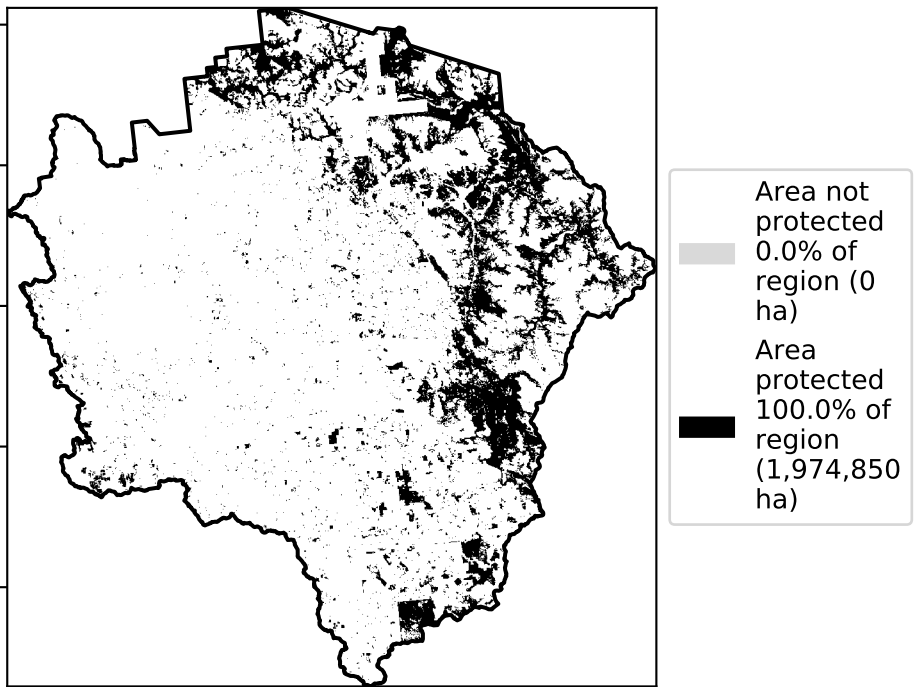 Area not
protected
0.0% of
region (0
ha)
Area
protected
100.0% of
region
(1,974,850
ha)